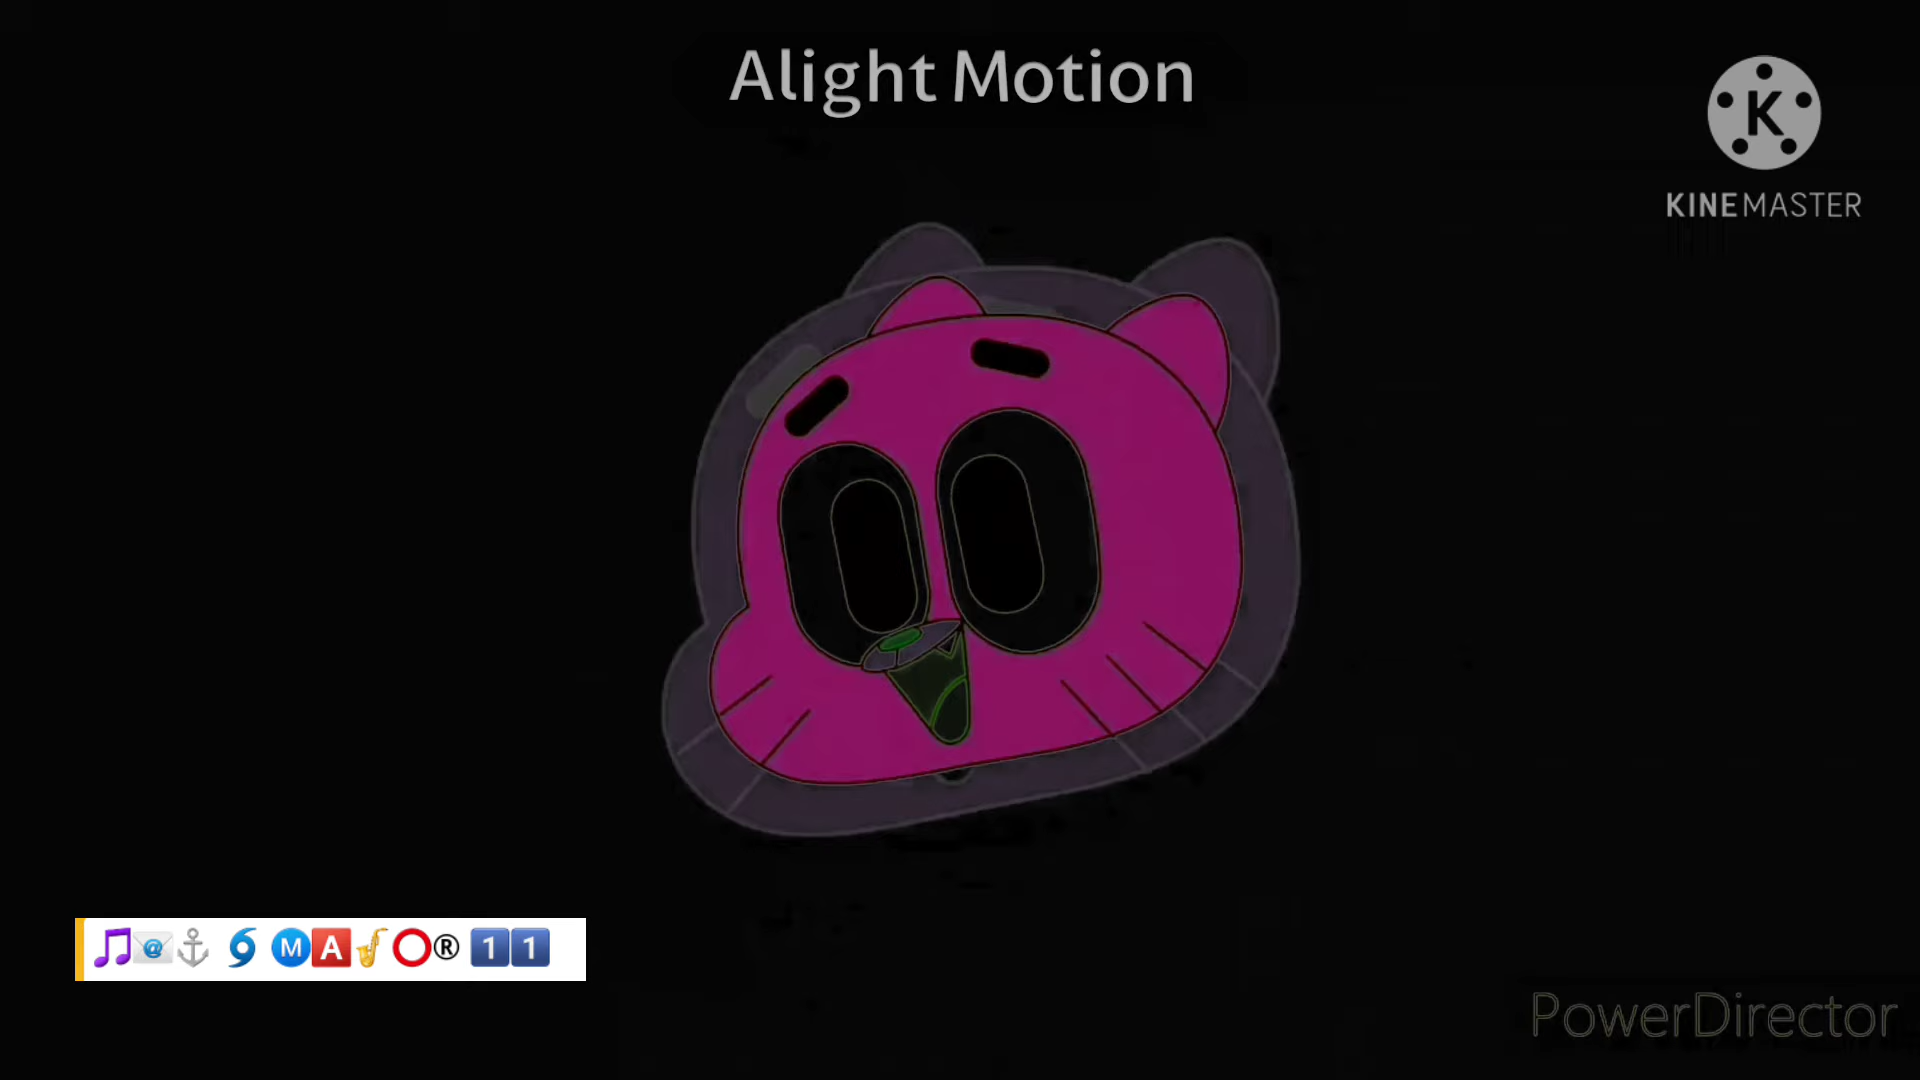 Alight Motion
K
KINEMASTER
🎵📧⚓ 🌀 Ⓜ️🅰️🎷⭕®️ 1️⃣1️⃣
PowerDirector